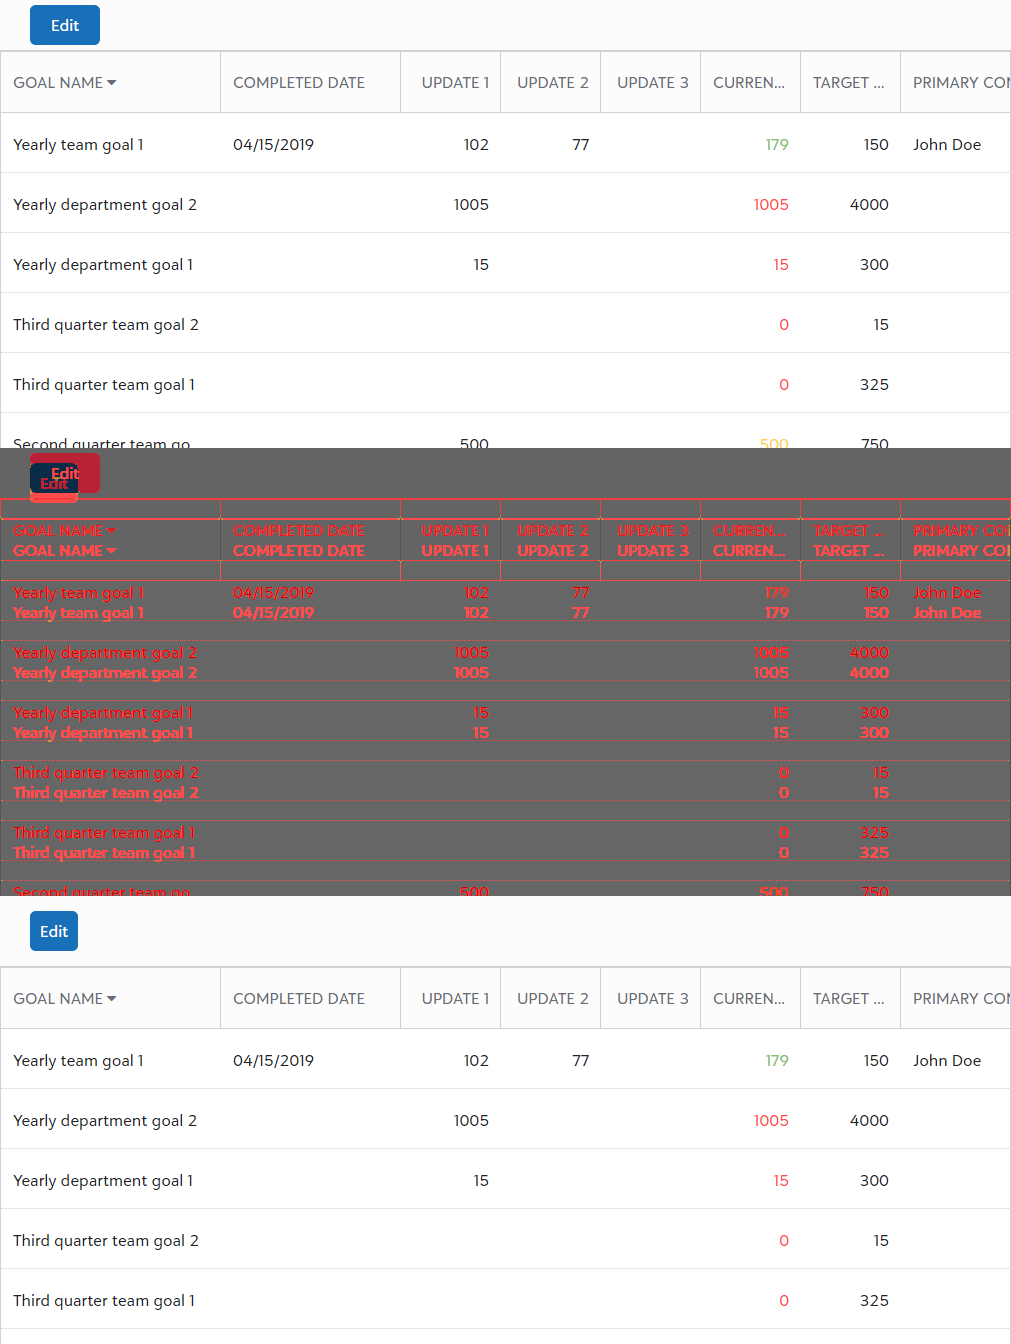 Edit
GOAL NAME COMPLETED DATE UPDATE 1 UPDATE 2 UPDATE 3 CURREN... TARGET ... PRIMARY CON
Yearly team goal 1 04/15/2019 102 77 179 150 John Doe
Yearly department goal 2 1005 1005 4000
Yearly department goal 1 15 15 300
Third quarter team goal 2 0 15
Third quarter team goal 1 0 325
Second quarter team go 500 500 750
Edit
Edit
GOAL NAME COMPLETED DATE UPDATE 1 UPDATE 2 UPDATE 3 CURREN... TARGET ... PRIMARY CON
GOAL NAME COMPLETED DATE UPDATE 1 UPDATE 2 UPDATE 3 CURREN... TARGET ... PRIMARY CON
Yearly team goal 1 04/15/2019 102 77 179 150 John Doe
Yearly team goal 1 04/15/2019 102 77 179 150 John Doe
Yearly department goal 2 1005 1005 4000
Yearly department goal 2 1005 1005 4000
Yearly department goal 1 15 15 300
Yearly department goal 1 15 15 300
Third quarter team goal 2 0 15
Third quarter team goal 2 0 15
Third quarter team goal 1 0 325
Third quarter team goal 1 0 325
Second quarter team go 500 500 750
Edit
GOAL NAME COMPLETED DATE UPDATE 1 UPDATE 2 UPDATE 3 CURREN... TARGET ... PRIMARY CON
Yearly team goal 1 04/15/2019 102 77 179 150 John Doe
Yearly department goal 2 1005 1005 4000
Yearly department goal 1 15 15 300
Third quarter team goal 2 0 15
Third quarter team goal 1 0 325